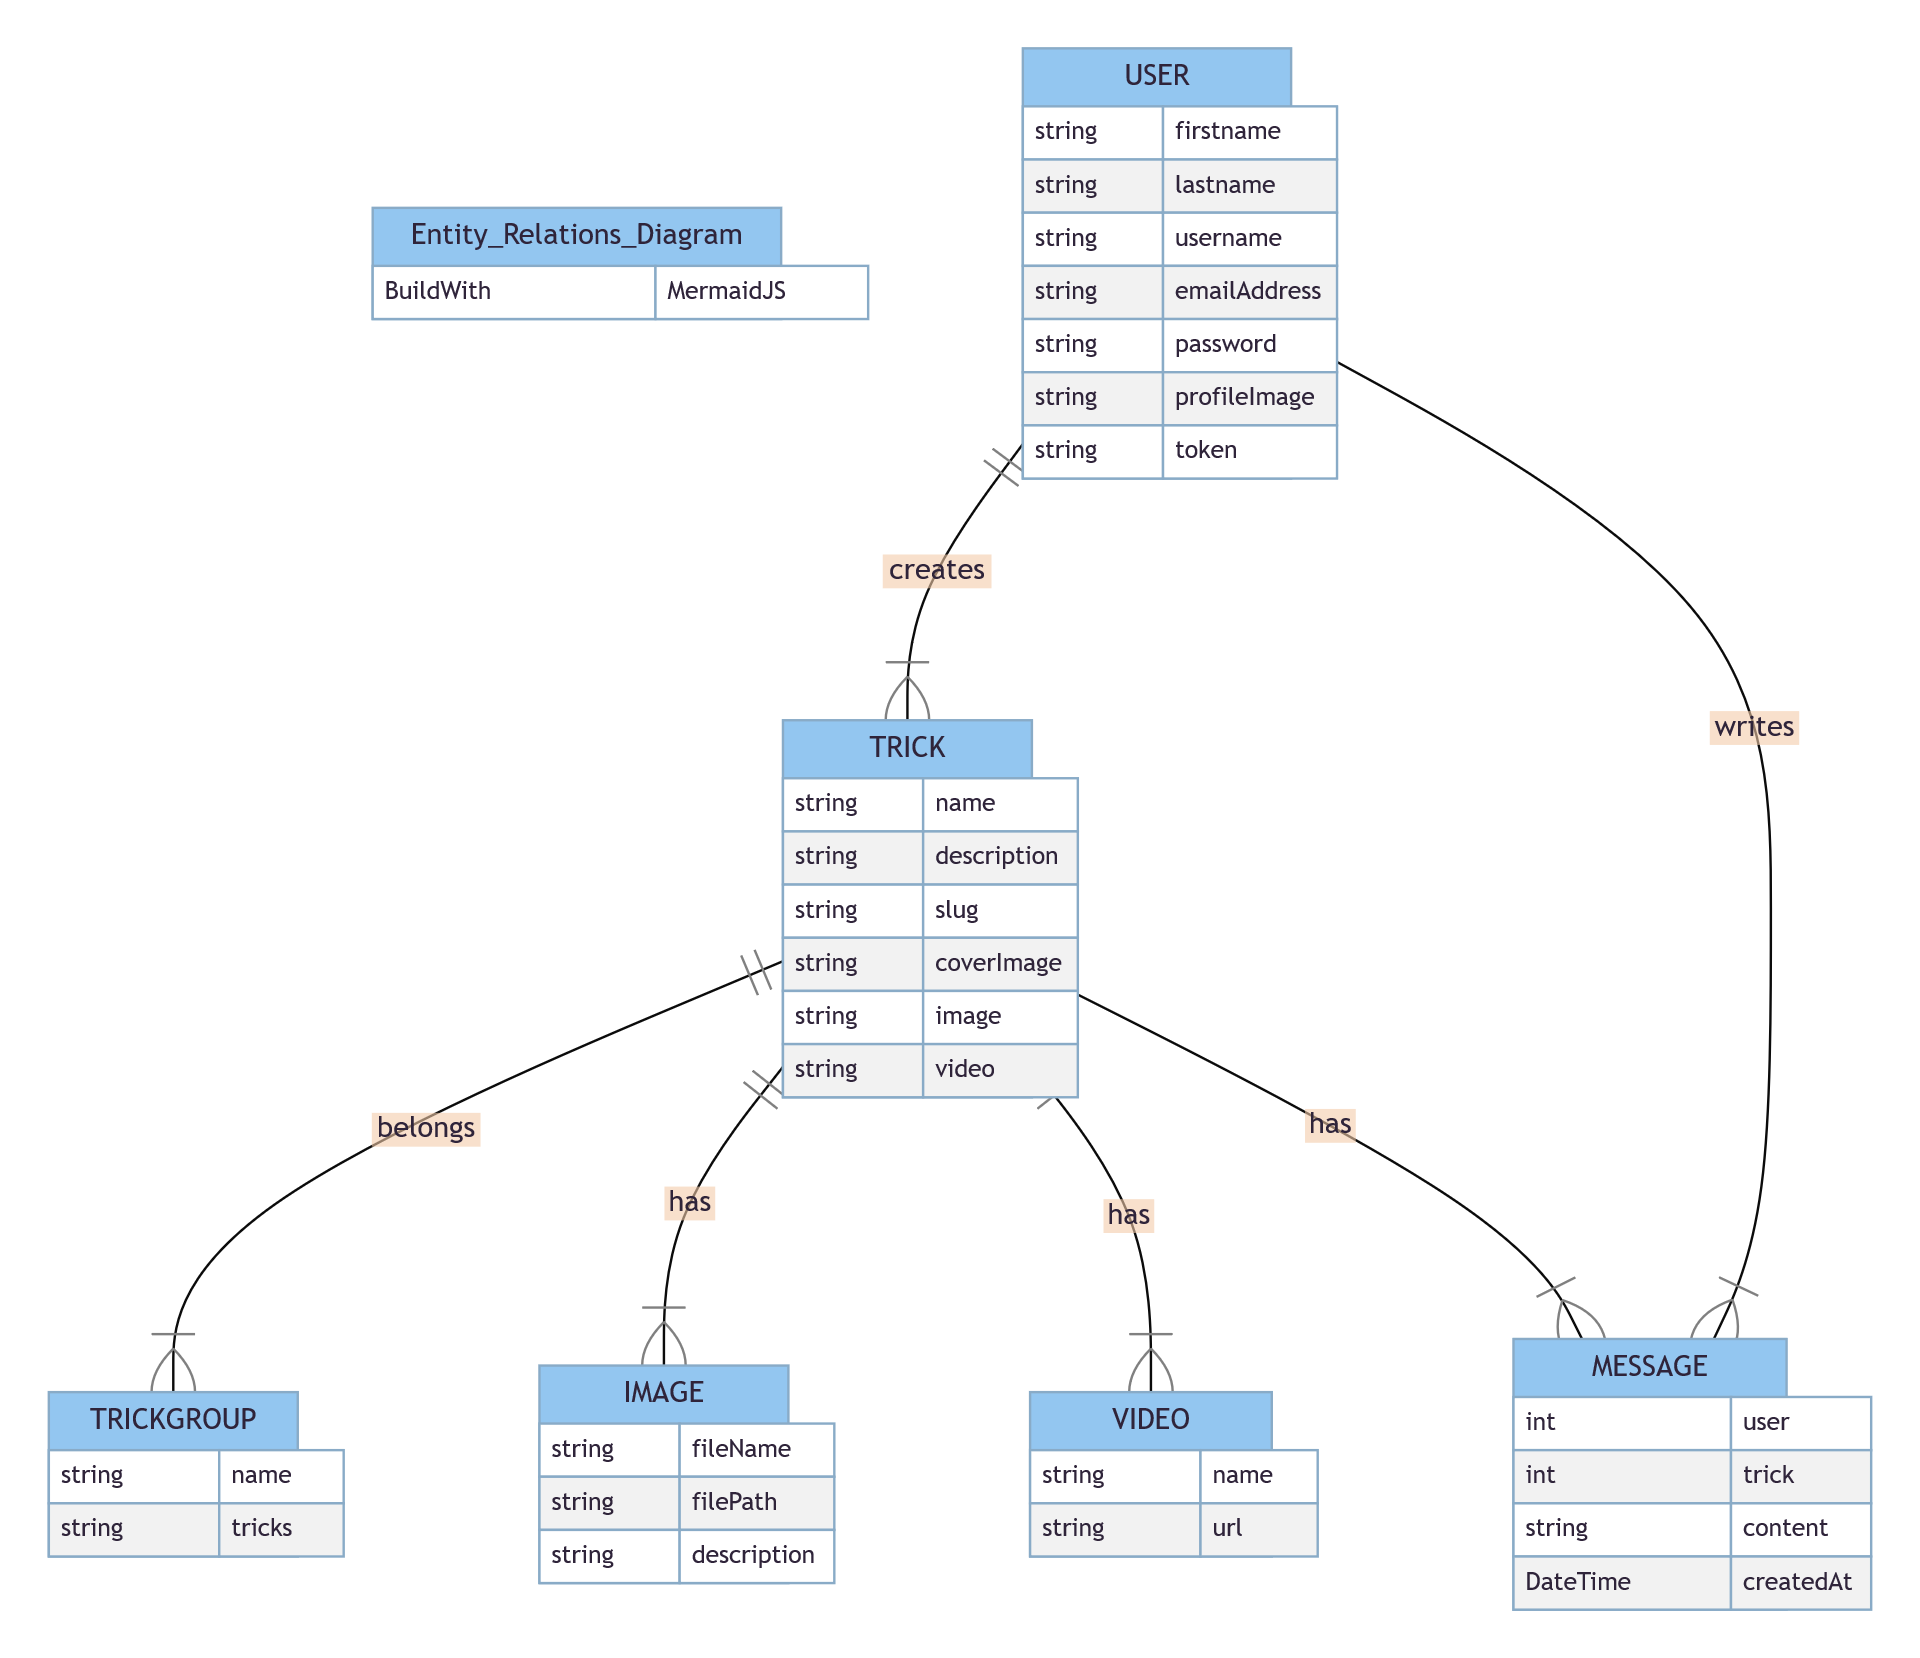 USER
string firstname
string lastname
string username
string emailAddress
string password
string profileImage
string token
Entity_Relations_Diagram
BuildWith MermaidJS
creates
writes
TRICK
string name
string description
string slug
string coverImage
string image
string video
belongs
has
has
has
TRICKGROUP
string name
string tricks
IMAGE
string fileName
string filePath
string description
VIDEO
string name
string url
MESSAGE
int user
int trick
string content
DateTime createdAt